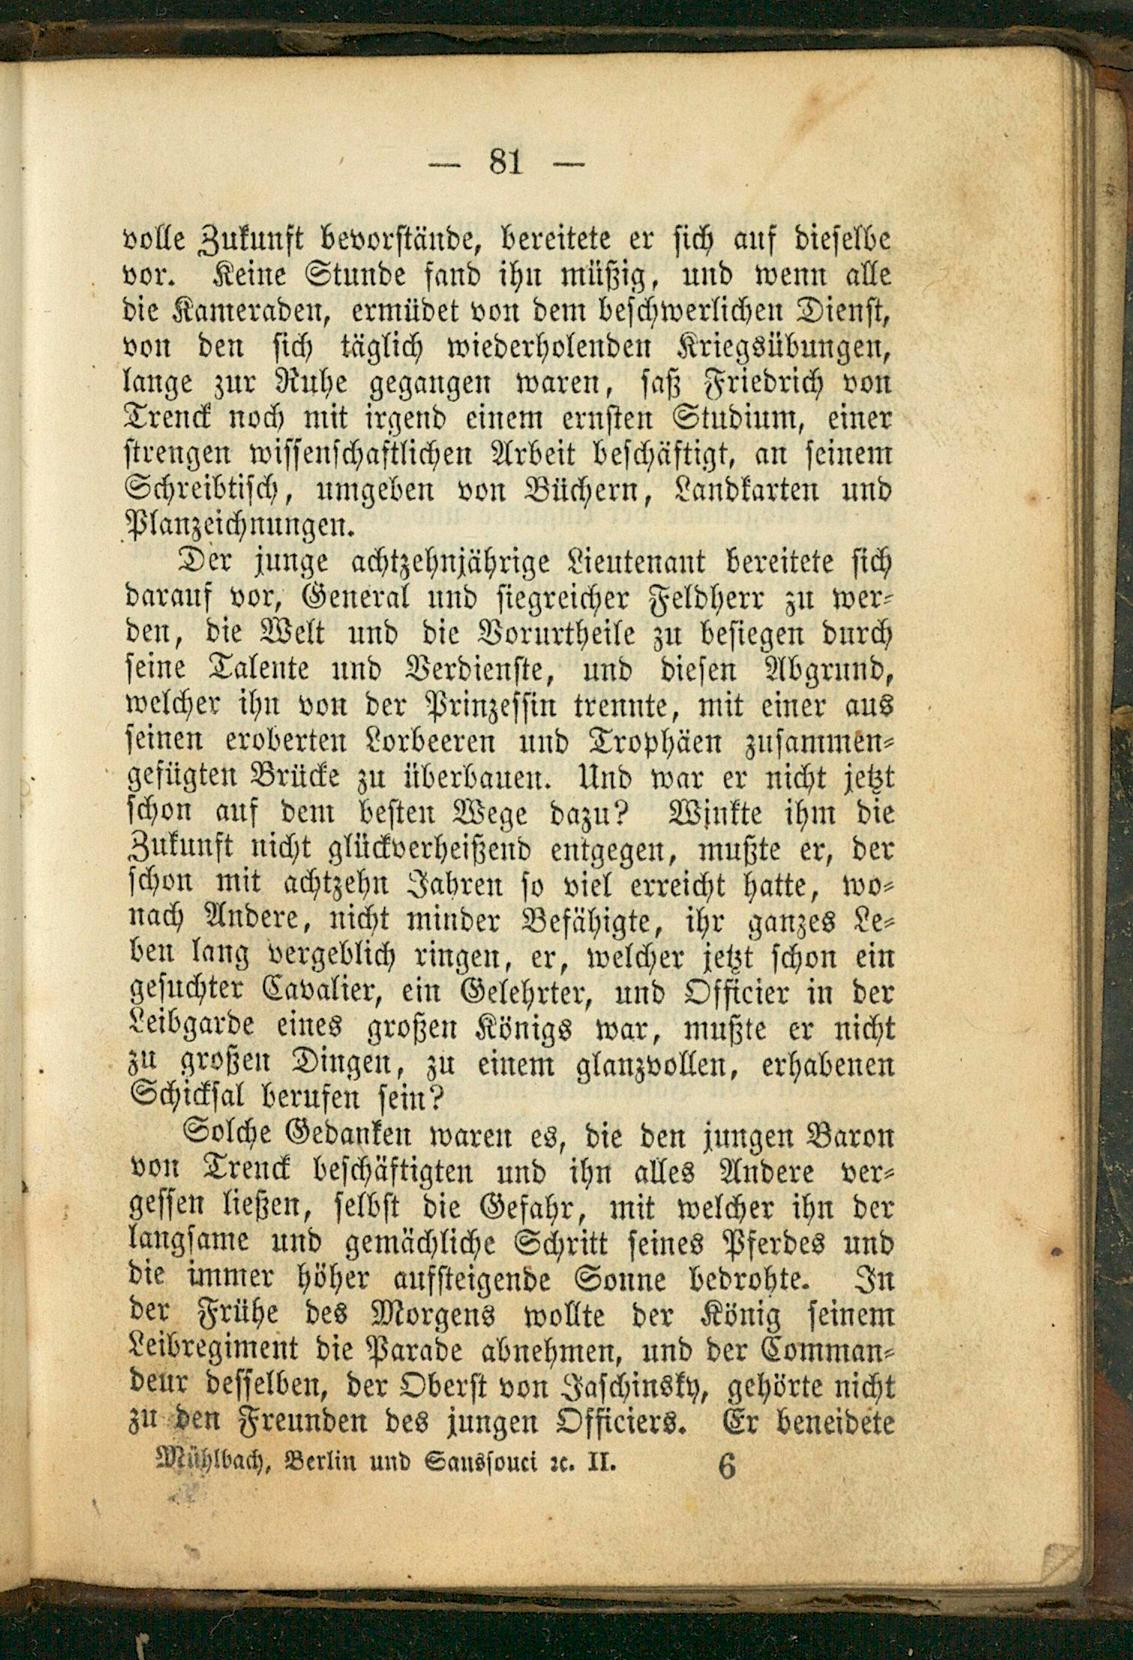 — 81 —
volle Zukunft bevorstände, bereitete er sich auf dieselbe
vor. Keine Stunde fand ihn müßig, und wenn alle
die Kameraden, ermüdet von dem beschwerlichen Dienst,
von den sich täglich wiederholenden Kriegsübungen,
lange zur Ruhe gegangen waren, saß Friedrich von
Trenck noch mit irgend einem ernsten Studium, einer
strengen wissenschaftlichen Arbeit beschäftigt, an seinem
Schreibtisch, umgeben von Büchern, Landkarten und
Planzeichnungen.
Der junge achtzehnjährige Lieutenant bereitete sich
darauf vor, General und siegreicher Feldherr zu wer-
den, die Welt und die Vorurtheile zu besiegen durch
seine Talente und Verdienste, und diesen Abgrund,
welcher ihn von der Prinzessin trennte, mit einer aus
seinen eroberten Lorbeeren und Trophäen zusammen-
gefügten Brücke zu überbauen. Und war er nicht jetzt
schon auf dem besten Wege dazu? Winkte ihm die
Zukunft nicht glückverheißend entgegen, mußte er, der
schon mit achtzehn Jahren so viel erreicht hatte, wo-
nach Andere, nicht minder Befähigte, ihr ganzes Le-
ben lang vergeblich ringen, er, welcher jetzt schon ein
gesuchter Cavalier, ein Gelehrter, und Officier in der
Leibgarde eines großen Königs war, mußte er nicht
zu großen Dingen, zu einem glanzvollen, erhabenen
Schicksal berufen sein?
Solche Gedanken waren es, die den jungen Baron
von Trenck beschäftigten und ihn alles Andere ver-
gessen ließen, selbst die Gefahr, mit welcher ihn der
langsame und gemächliche Schritt seines Pferdes und
die immer höher aufsteigende Sonne bedrohte. In
der Frühe des Morgens wollte der König seinem
Leibregiment die Parade abnehmen, und der Comman-
deur desselben, der Oberst von Jaschinsky, gehörte nicht
zu den Freunden des jungen Officiers. Er beneidete
Mühlbach, Berlin und Sanssouci ꝛc. II. 6